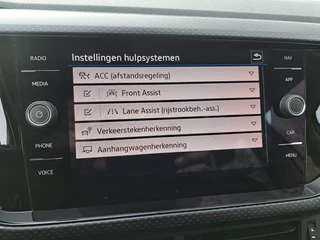 RADIO
Instellingen hulpsystemen
NAV
MEDIA
ACC (afstandsregeling)
APP
Front Assist
Lane Assist (rijstrookbeh.-ass.)
Verkeerstekenherkenning
CAR
PHONE
Aanhangwagenherkenning
MENU
VOICE